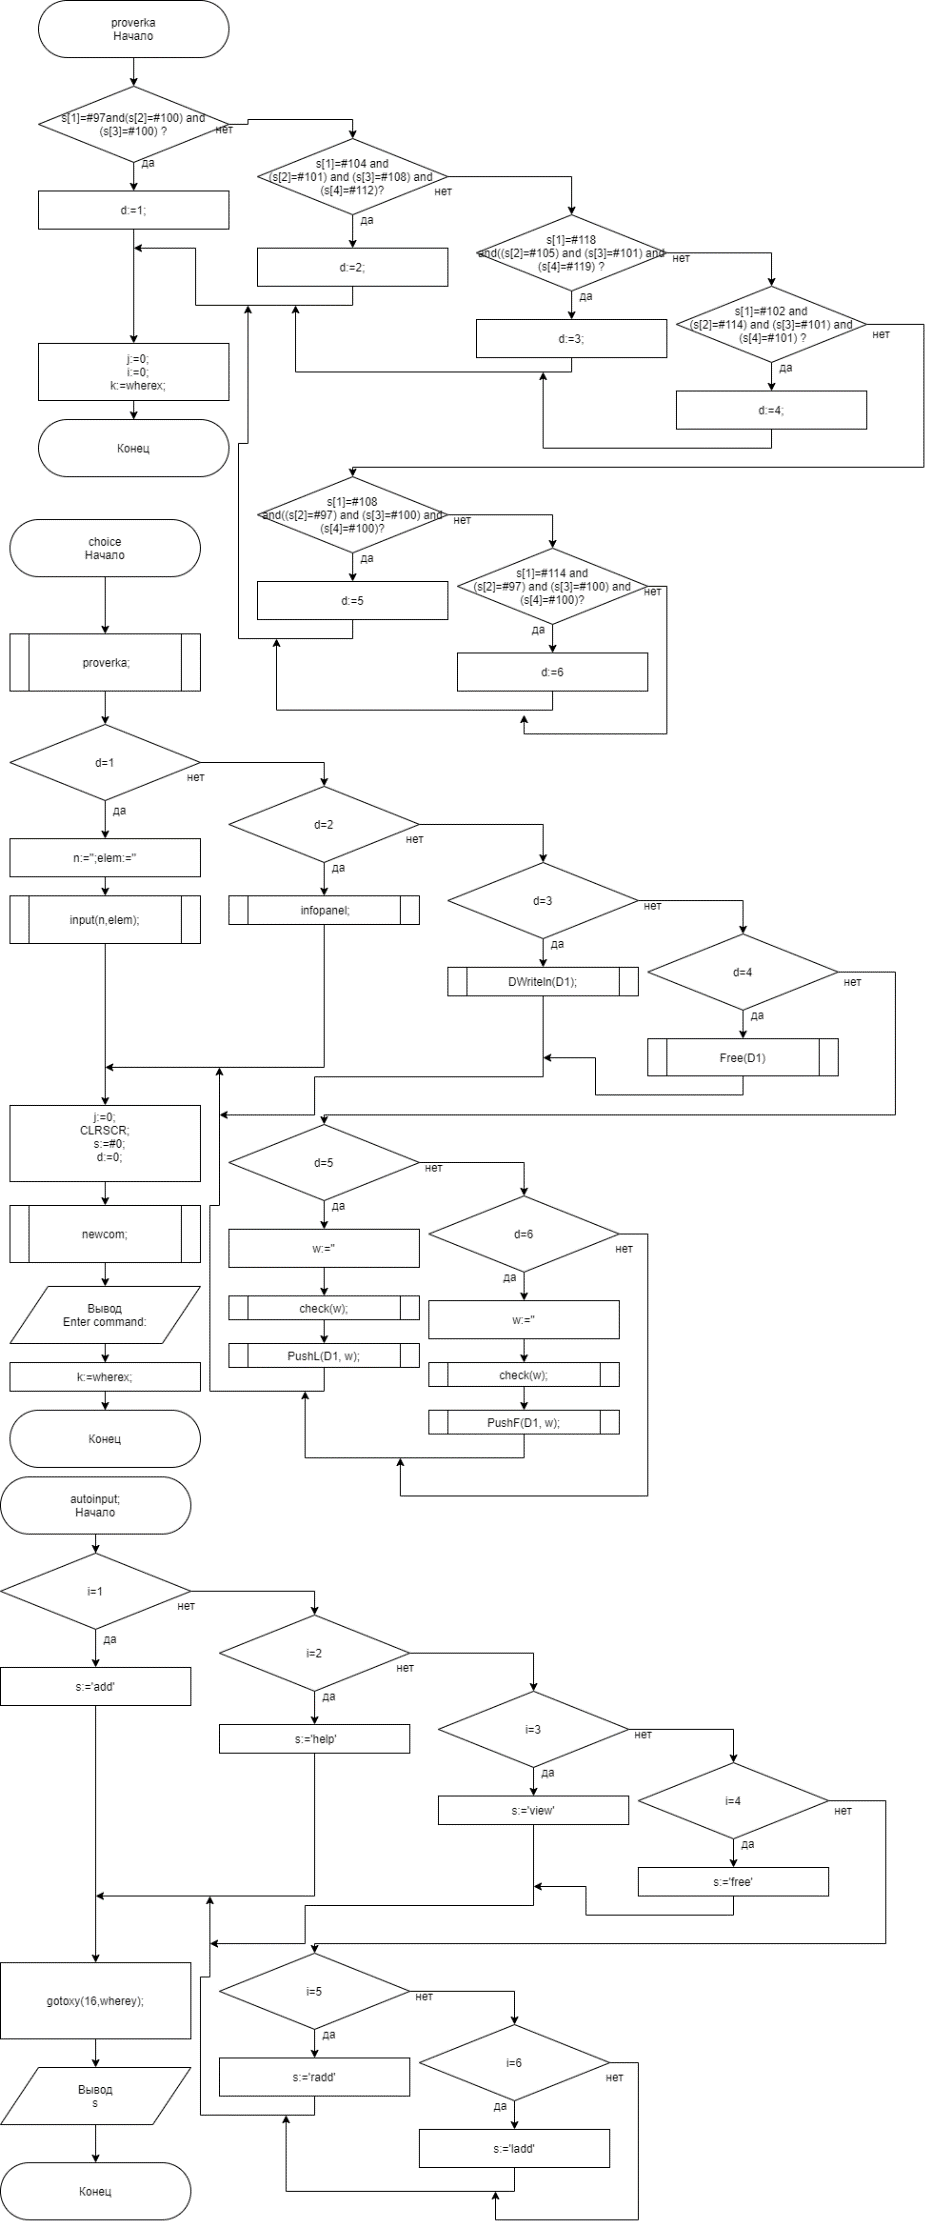 proverka
Начало
s[1]=#97and(s[2]=#100) and
(s[3]=#100) ?
нет
да
d:=1;
s[1]=#104 and
(s[2]=#101) and (s[3]=#108) and
(s[4]=#112)?
нет
да
d:=2;
s[1]=#118
and((s[2]=#105) and (s[3]=#101) and
(s[4]=#119) ?
нет
да
d:=3;
s[1]=#102 and
(s[2]=#114) and (s[3]=#101) and
(s[4]=#101) ?
нет
да
d:=4;
j:=0;
i:=0;
k:=wherex;
Конец
s[1]=#108
and((s[2]=#97) and (s[3]=#100) and
(s[4]=#100)?
нет
да
d:=5
s[1]=#114 and
(s[2]=#97) and (s[3]=#100) and
(s[4]=#100)?
нет
да
d:=6
choice
Начало
proverka;
d=1
нет
да
n:='';elem:=''
input(n,elem);
d=2
нет
да
infopanel;
d=3
нет
да
DWriteln(D1);
d=4
нет
да
Free(D1)
j:=0;
CLRSCR;
s:=#0;
d:=0;
newcom;
Вывод
Enter command:
k:=wherex;
Конец
d=5
нет
да
w:=''
check(w);
PushL(D1, w);
d=6
нет
да
w:=''
check(w);
PushF(D1, w);
autoinput;
Начало
i=1
нет
да
s:='add'
i=2
нет
да
s:='help'
i=3
нет
да
s:='view'
i=4
нет
да
s:='free'
gotoxy(16,wherey);
Вывод
s
Конец
i=5
нет
да
s:='radd'
i=6
нет
да
s:='ladd'